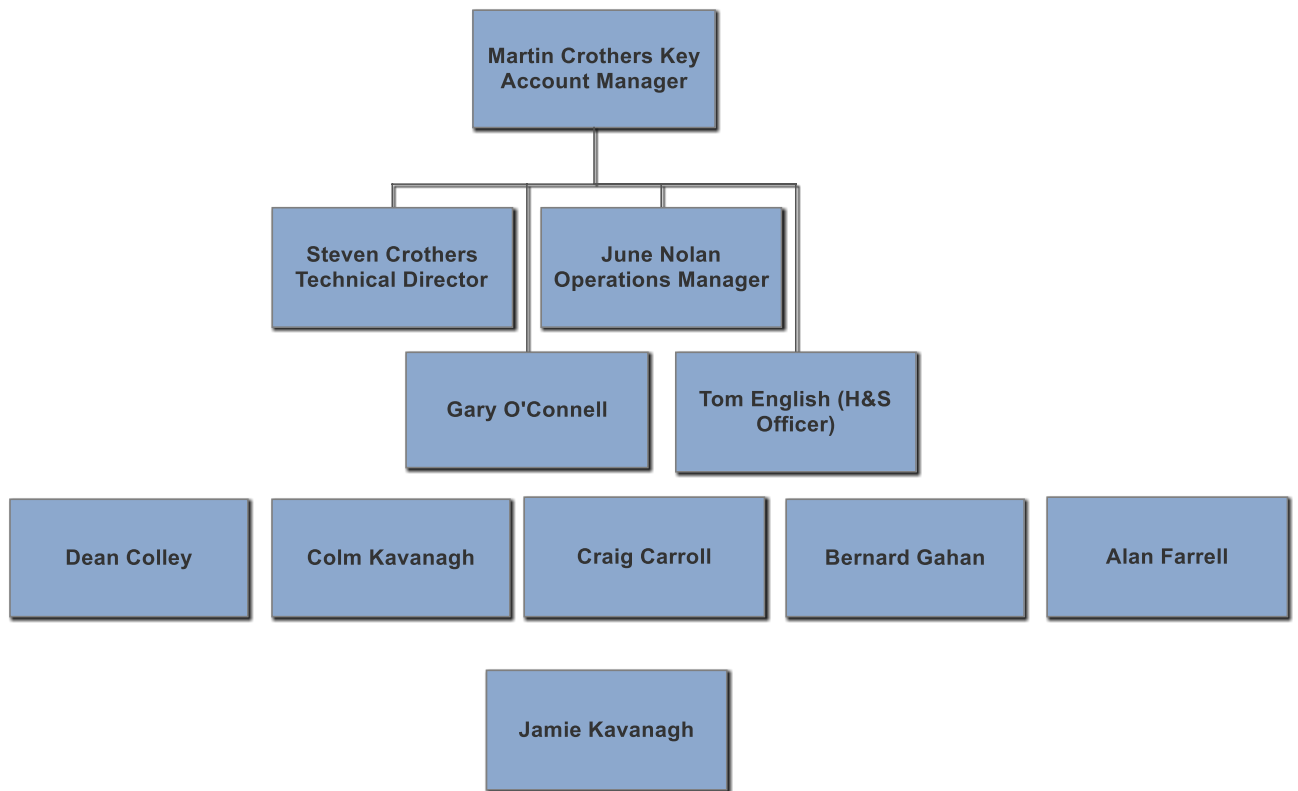 Martin Crothers Key
Account Manager
Steven Crothers
Technical Director
June Nolan
Operations Manager
Gary O'Connell
Tom English (H&S
Officer)
Dean Colley
Colm Kavanagh
Craig Carroll
Bernard Gahan
Alan Farrell
Jamie Kavanagh